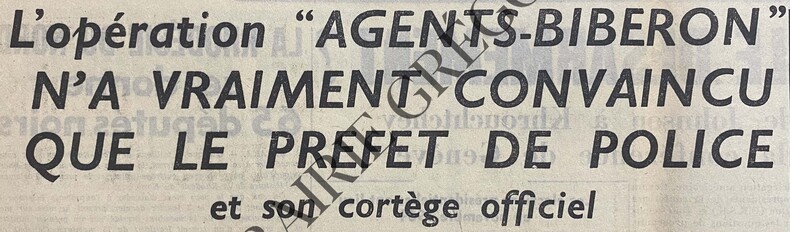 L'opération "AGENTS-BIBERON"
N'A VRAIMENT CONVAINCU
QUE LE PREFET DE POLICE
et son cortège officiel